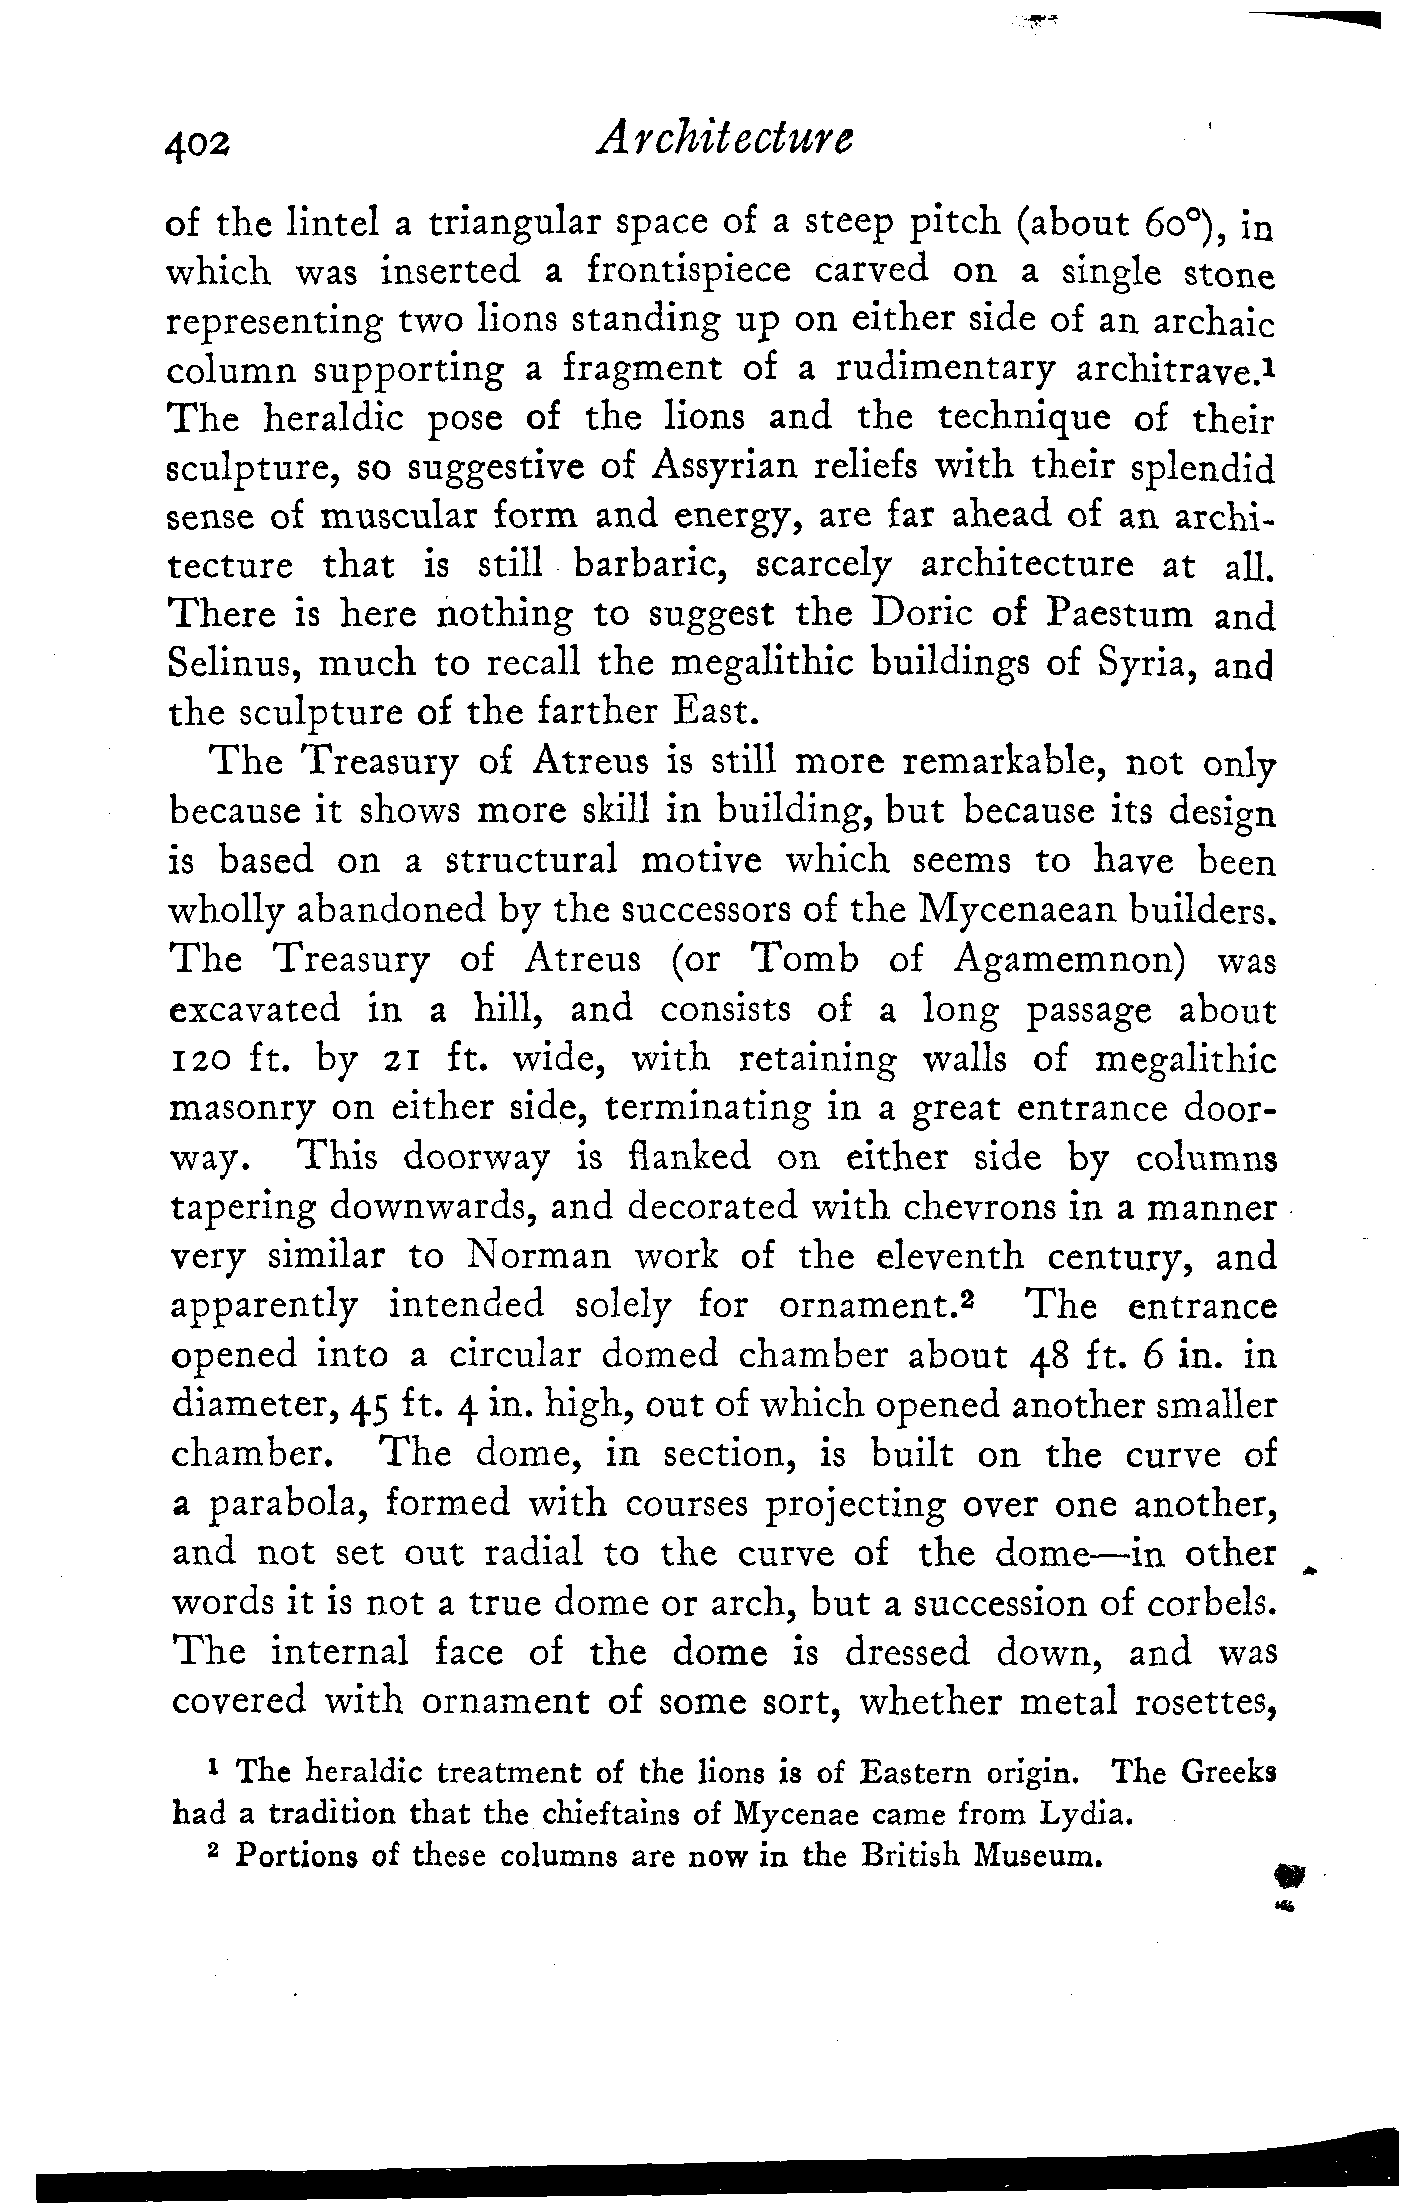 402 Architecture
of the lintel a triangular space of a steep pitch (about 60°), in
which was inserted a frontispiece carved on a single stone
representing two lions standing up on either side of an archaic
column supporting a fragment of a rudimentary architrave.¹
The heraldic pose of the lions and the technique of their
sculpture, so suggestive of Assyrian reliefs with their splendid
sense of muscular form and energy, are far ahead of an archi-
tecture that is still barbaric, scarcely architecture at all.
There is here nothing to suggest the Doric of Paestum and
Selinus, much to recall the megalithic buildings of Syria, and
the sculpture of the farther East.
The Treasury of Atreus is still more remarkable, not only
because it shows more skill in building, but because its design
is based on a structural motive which seems to have been
wholly abandoned by the successors of the Mycenaean builders.
The Treasury of Atreus (or Tomb of Agamemnon) was
excavated in a hill, and consists of a long passage about
120 ft. by 21 ft. wide, with retaining walls of megalithic
masonry on either side, terminating in a great entrance door-
way. This doorway is flanked on either side by columns
tapering downwards, and decorated with chevrons in a manner
very similar to Norman work of the eleventh century, and
apparently intended solely for ornament.² The entrance
opened into a circular domed chamber about 48 ft. 6 in. in
diameter, 45 ft. 4 in. high, out of which opened another smaller
chamber. The dome, in section, is built on the curve of
a parabola, formed with courses projecting over one another,
and not set out radial to the curve of the dome—in other
words it is not a true dome or arch, but a succession of corbels.
The internal face of the dome is dressed down, and was
covered with ornament of some sort, whether metal rosettes,
¹ The heraldic treatment of the lions is of Eastern origin. The Greeks
had a tradition that the chieftains of Mycenae came from Lydia.
² Portions of these columns are now in the British Museum.